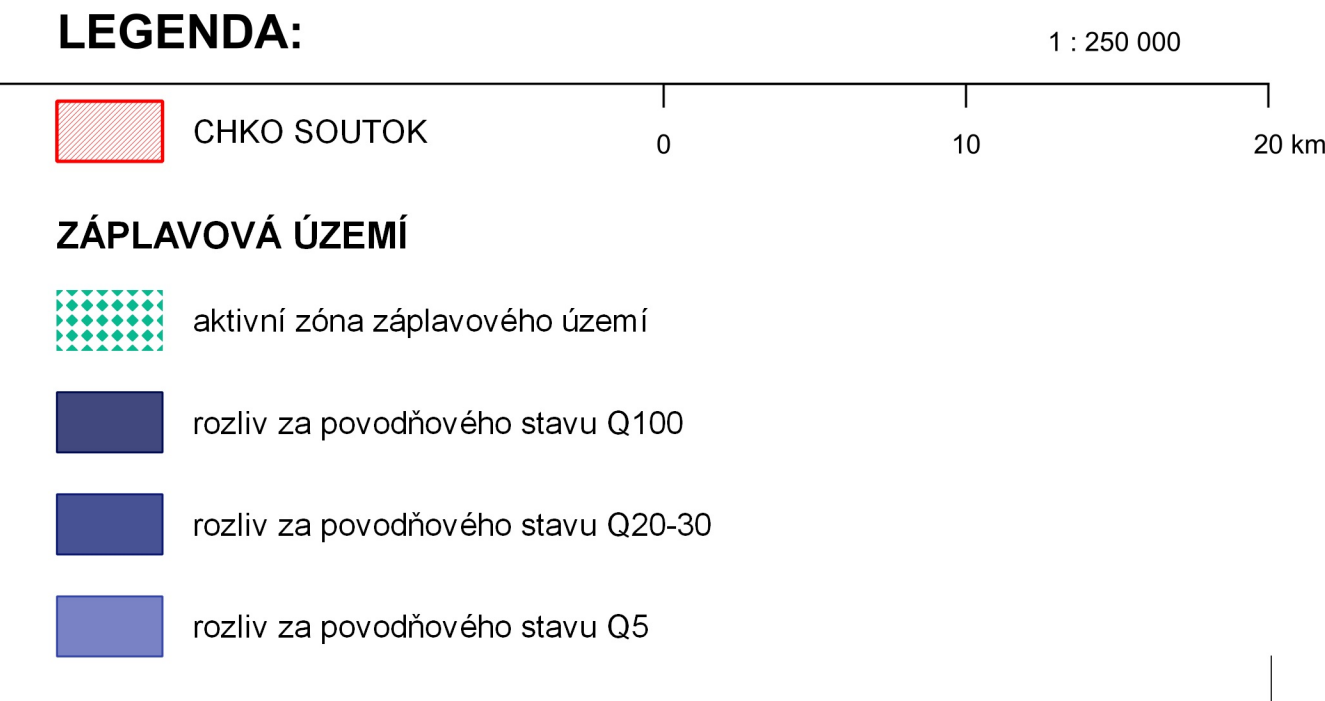 LEGENDA:
1 : 250 000
CHKO SOUTOK
0 10 20 km
ZÁPLAVOVÁ ÚZEMÍ
aktivní zóna záplavového území
rozliv za povodňového stavu Q100
rozliv za povodňového stavu Q20-30
rozliv za povodňového stavu Q5